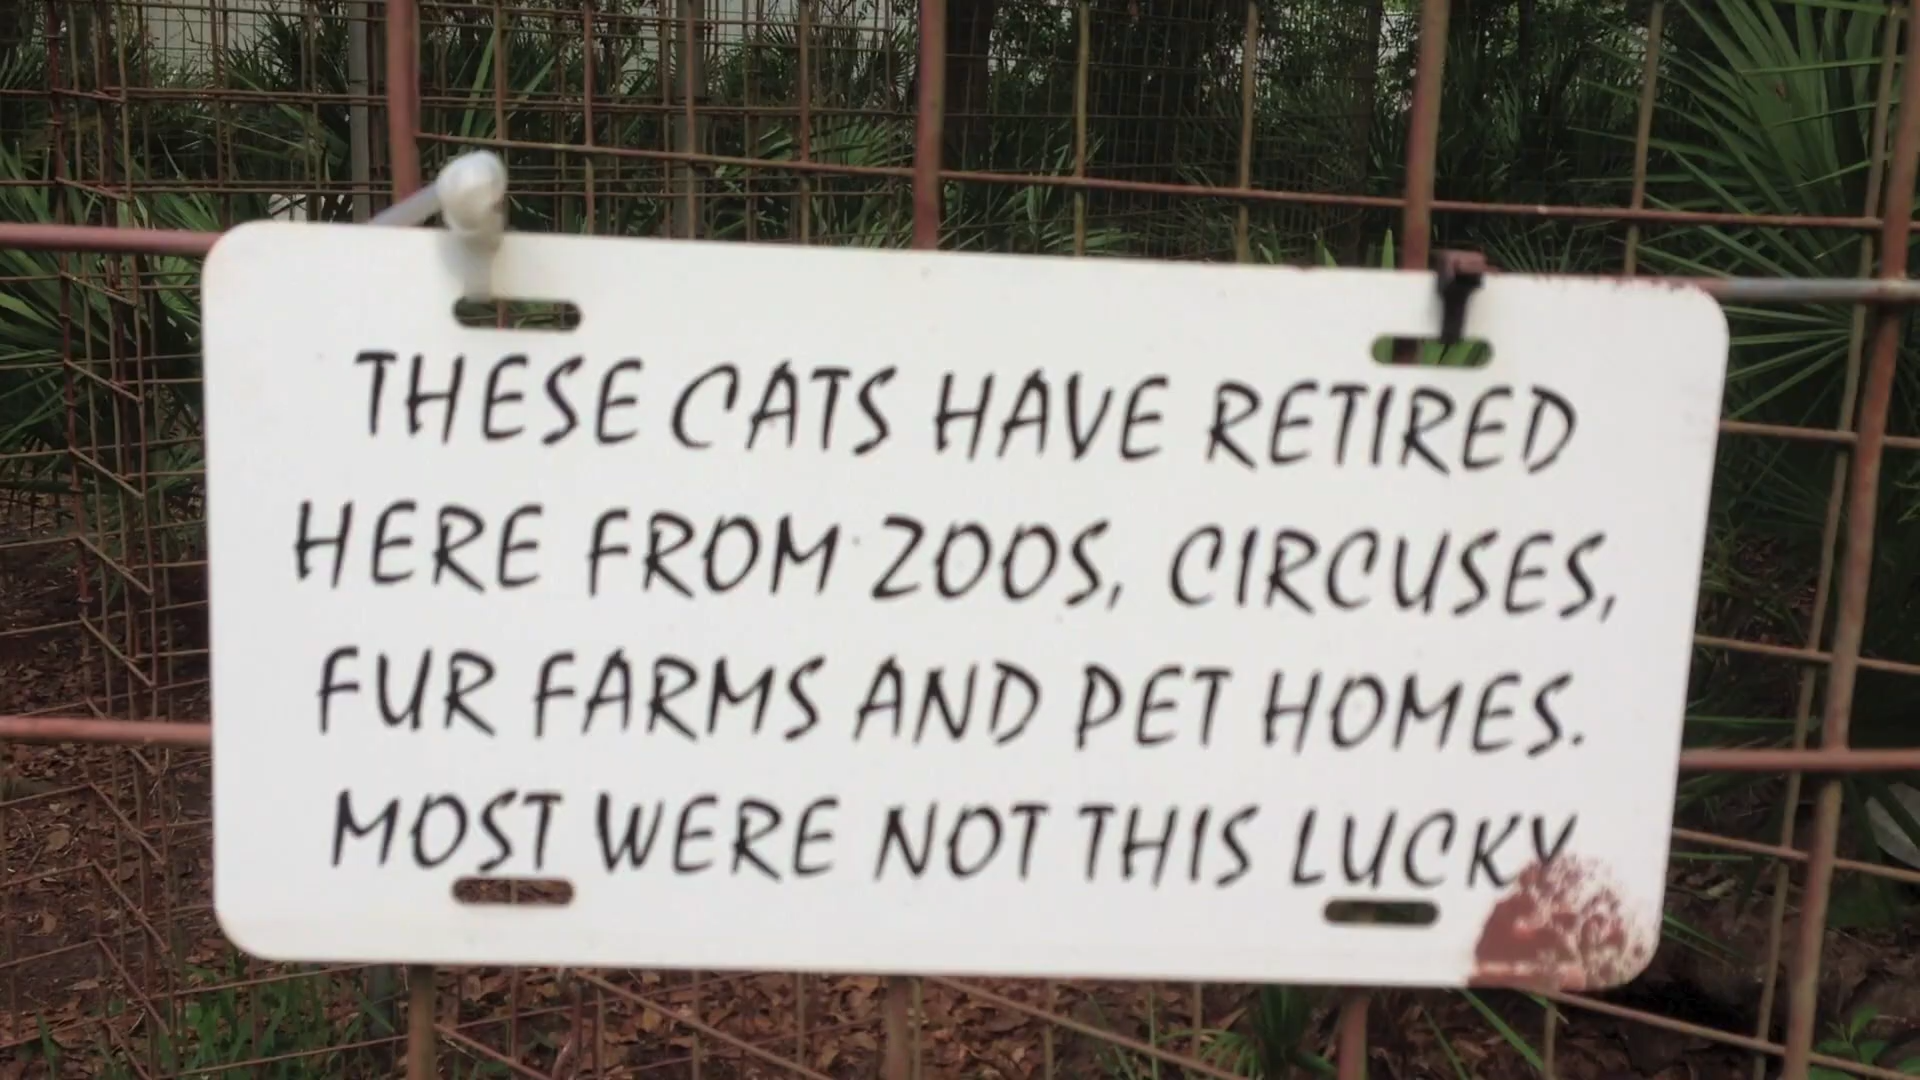 THESE CATS HAVE RETIRED
HERE FROM ZOOS, CIRCUSES,
FUR FARMS AND PET HOMES.
MOST WERE NOT THIS LUCKY